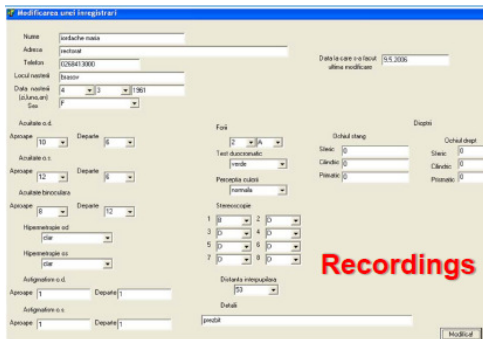 Modificarea unei inregistrari
Nume iordache maria
Adresa rectorat
Telefon 0268413000
Locul nasterii brasov
Data nasterii 4 3 1961
(zi,luna,an)
Sex F
Data la care s-a facut 9.5.2006
ultima modificare
Acuitate o.d.
Aproape 10 Departe 6
Acuitate o.s.
Aproape 12 Departe 6
Acuitate binoculara
Aproape 8 Departe 12
Hipermetropie od
clar
Hipermetropie os
clar
Astigmatism o.d.
Aproape 1 Departe 1
Astigmatism o.s.
Aproape 1 Departe 1
Forii
2 A
Test duocromatic
verde
Perceptia culorii
normala
Stereoscopie
1 B 2 D
3 D 4 D
5 D 6 D
7 D 8 D
Distanta interpupilara
53
Detalii
prezbit
Dioptrii
Ochiul stang
Sferic 0
Cilindric 0
Prismatic 0
Ochiul drept
Sferic 0
Cilindric 0
Prismatic 0
Recordings
Modifica!